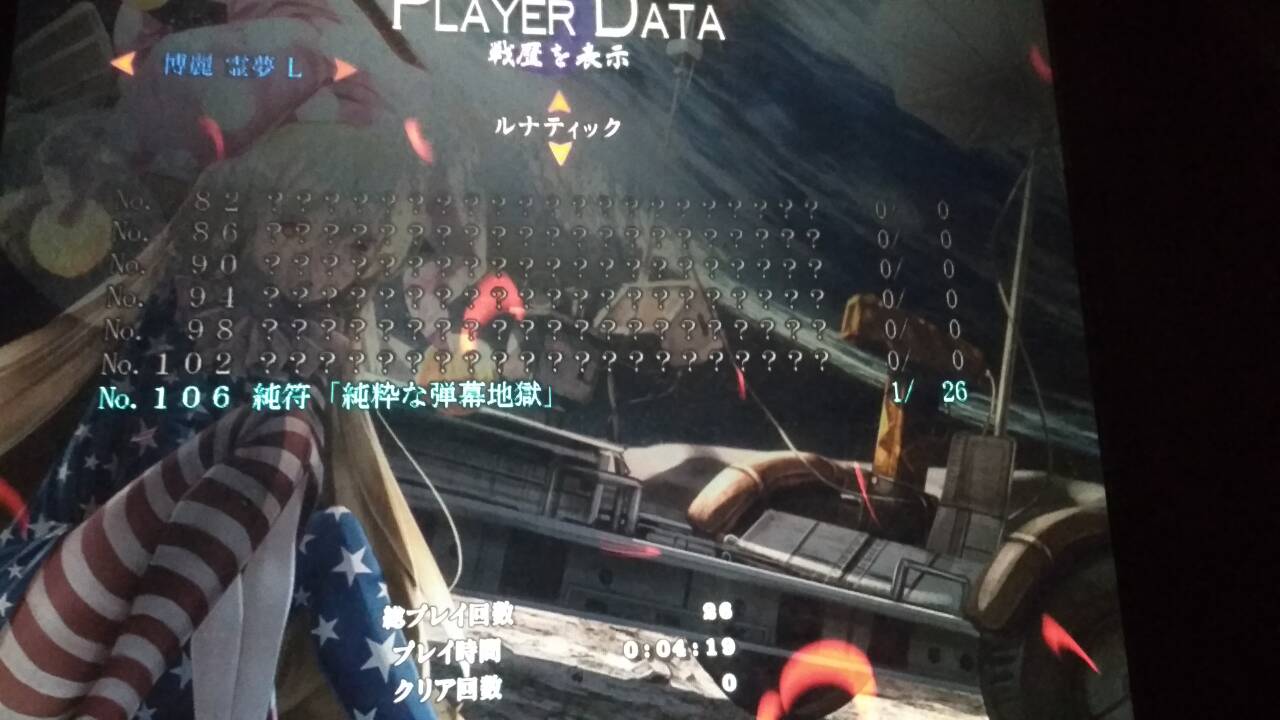 PLAYER DATA
戦歴を表示
博麗 霊夢 L
ルナティック
No. 82 ?????????????????????? 0/ 0
No. 86 ?????????????????????? 0/ 0
No. 90 ?????????????????????? 0/ 0
No. 94 ?????????????????????? 0/ 0
No. 98 ?????????????????????? 0/ 0
No. 102 ?????????????????????? 0/ 0
No. 106 純符「純粋な弾幕地獄」 1/ 26
総プレイ回数 26
プレイ時間 0:04:19
クリア回数 0